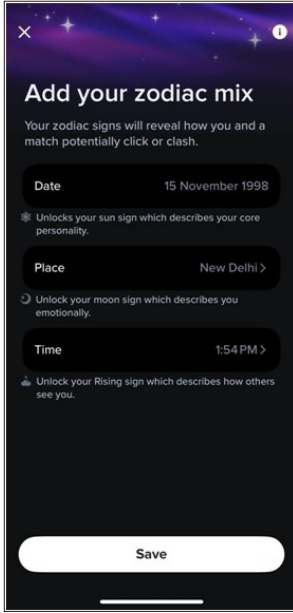 Add your zodiac mix
Your zodiac signs will reveal how you and a
match potentially click or clash.
Date 15 November 1998
Unlocks your sun sign which describes your core
personality.
Place New Delhi >
Unlock your moon sign which describes you
emotionally.
Time 1:54 PM >
Unlock your Rising sign which describes how others
see you.
Save